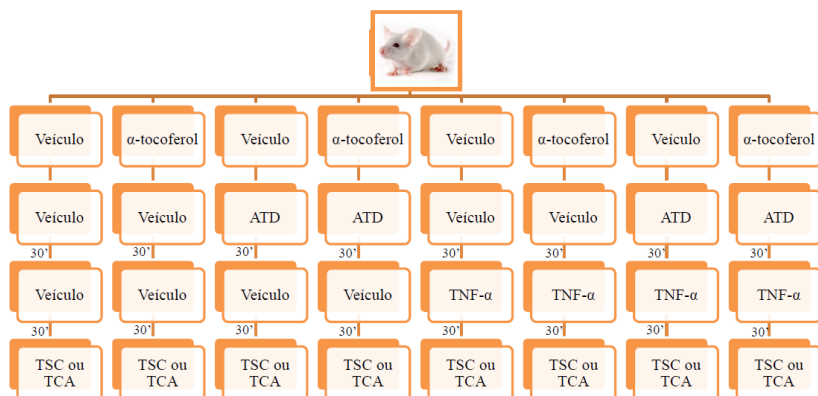 Veículo α-tocoferol Veículo α-tocoferol Veículo α-tocoferol Veículo α-tocoferol
Veículo Veículo ATD ATD Veículo Veículo ATD ATD
30’ 30’ 30’ 30’ 30’ 30’ 30’ 30’
Veículo Veículo Veículo Veículo TNF-α TNF-α TNF-α TNF-α
30’ 30’ 30’ 30’ 30’ 30’ 30’ 30’
TSC ou TSC ou TSC ou TSC ou TSC ou TSC ou TSC ou TSC ou
TCA TCA TCA TCA TCA TCA TCA TCA